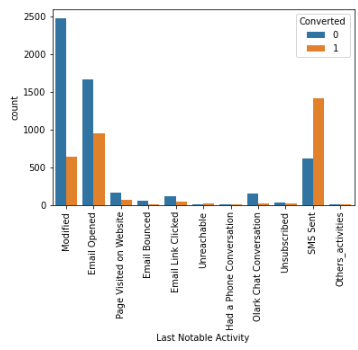 Converted
0
1
2500
2000
1500
1000
500
0
count
Modified
Email Opened
Page Visited on Website
Email Bounced
Email Link Clicked
Unreachable
Had a Phone Conversation
Olark Chat Conversation
Unsubscribed
SMS Sent
Others_activities
Last Notable Activity